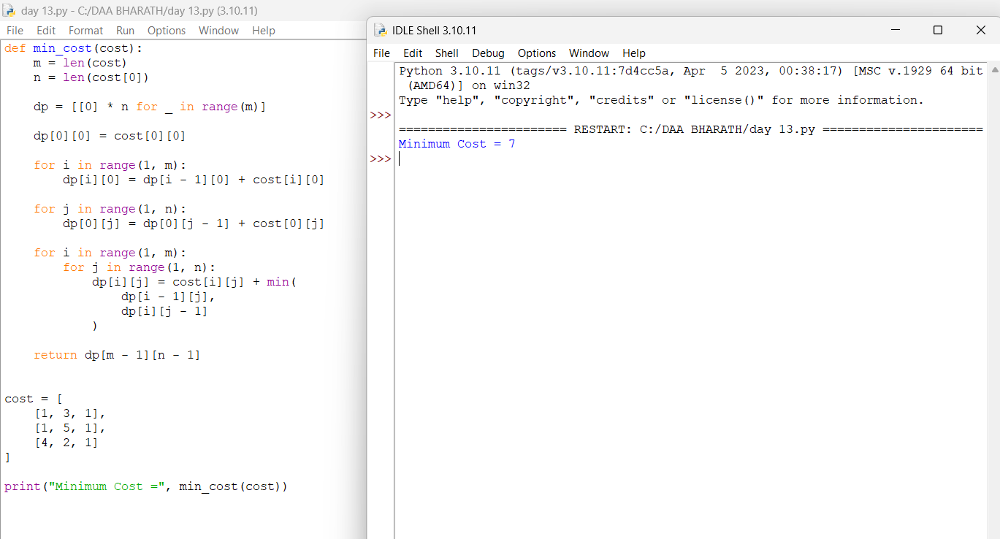 day 13.py - C:/DAA BHARATH/day 13.py (3.10.11)
File Edit Format Run Options Window Help
def min_cost(cost):
    m = len(cost)
    n = len(cost[0])

    dp = [[0] * n for _ in range(m)]

    dp[0][0] = cost[0][0]

    for i in range(1, m):
        dp[i][0] = dp[i - 1][0] + cost[i][0]

    for j in range(1, n):
        dp[0][j] = dp[0][j - 1] + cost[0][j]

    for i in range(1, m):
        for j in range(1, n):
            dp[i][j] = cost[i][j] + min(
                dp[i - 1][j],
                dp[i][j - 1]
            )

    return dp[m - 1][n - 1]


cost = [
    [1, 3, 1],
    [1, 5, 1],
    [4, 2, 1]
]

print("Minimum Cost =", min_cost(cost))
IDLE Shell 3.10.11
File Edit Shell Debug Options Window Help
Python 3.10.11 (tags/v3.10.11:7d4cc5a, Apr  5 2023, 00:38:17) [MSC v.1929 64 bit
 (AMD64)] on win32
Type "help", "copyright", "credits" or "license()" for more information.
>>>
======================= RESTART: C:/DAA BHARATH/day 13.py ======================
Minimum Cost = 7
>>>